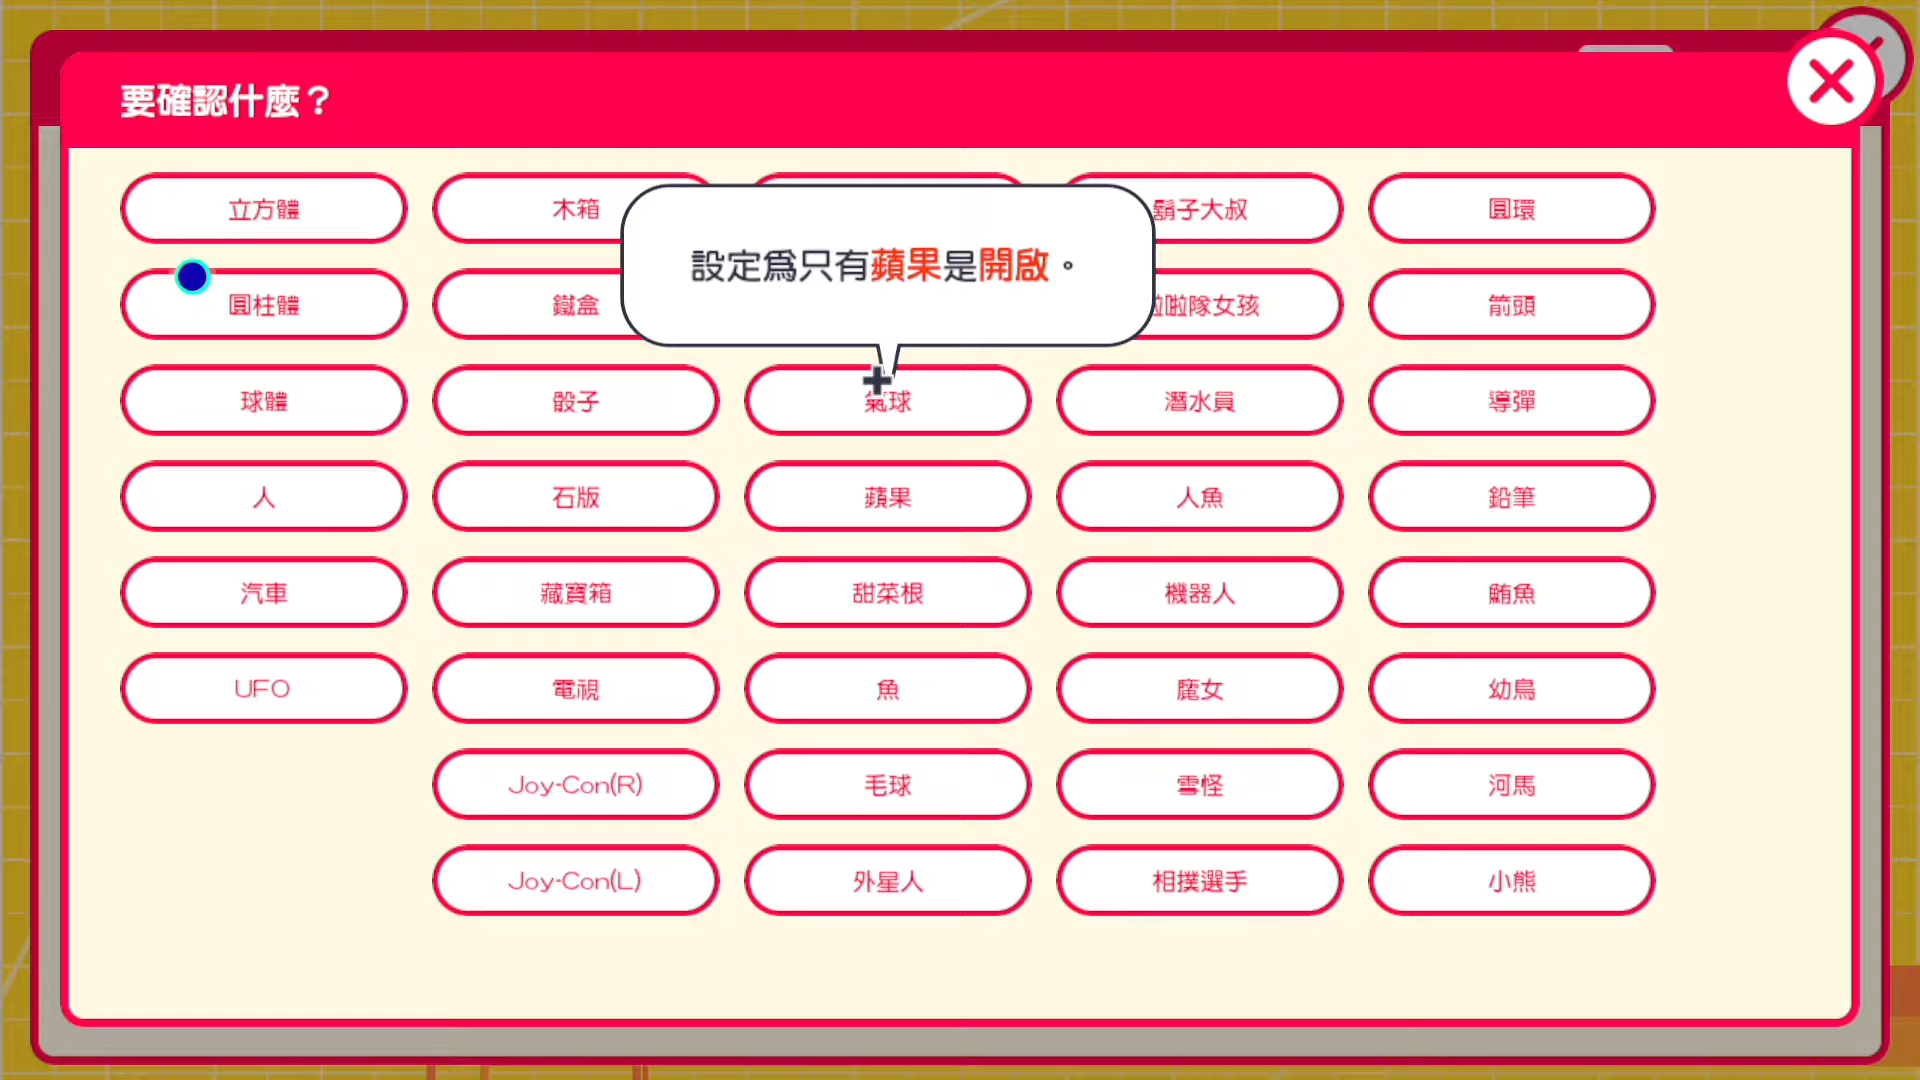 要確認什麼？
設定為只有蘋果是開啟。
立方體
木箱
鬍子大叔
圓環
圓柱體
鐵盒
啦啦隊女孩
箭頭
球體
骰子
氣球
潛水員
導彈
人
石版
蘋果
人魚
鉛筆
汽車
藏寶箱
甜菜根
機器人
鮪魚
UFO
電視
魚
魔女
幼鳥
Joy-Con(R)
毛球
雪怪
河馬
Joy-Con(L)
外星人
相撲選手
小熊